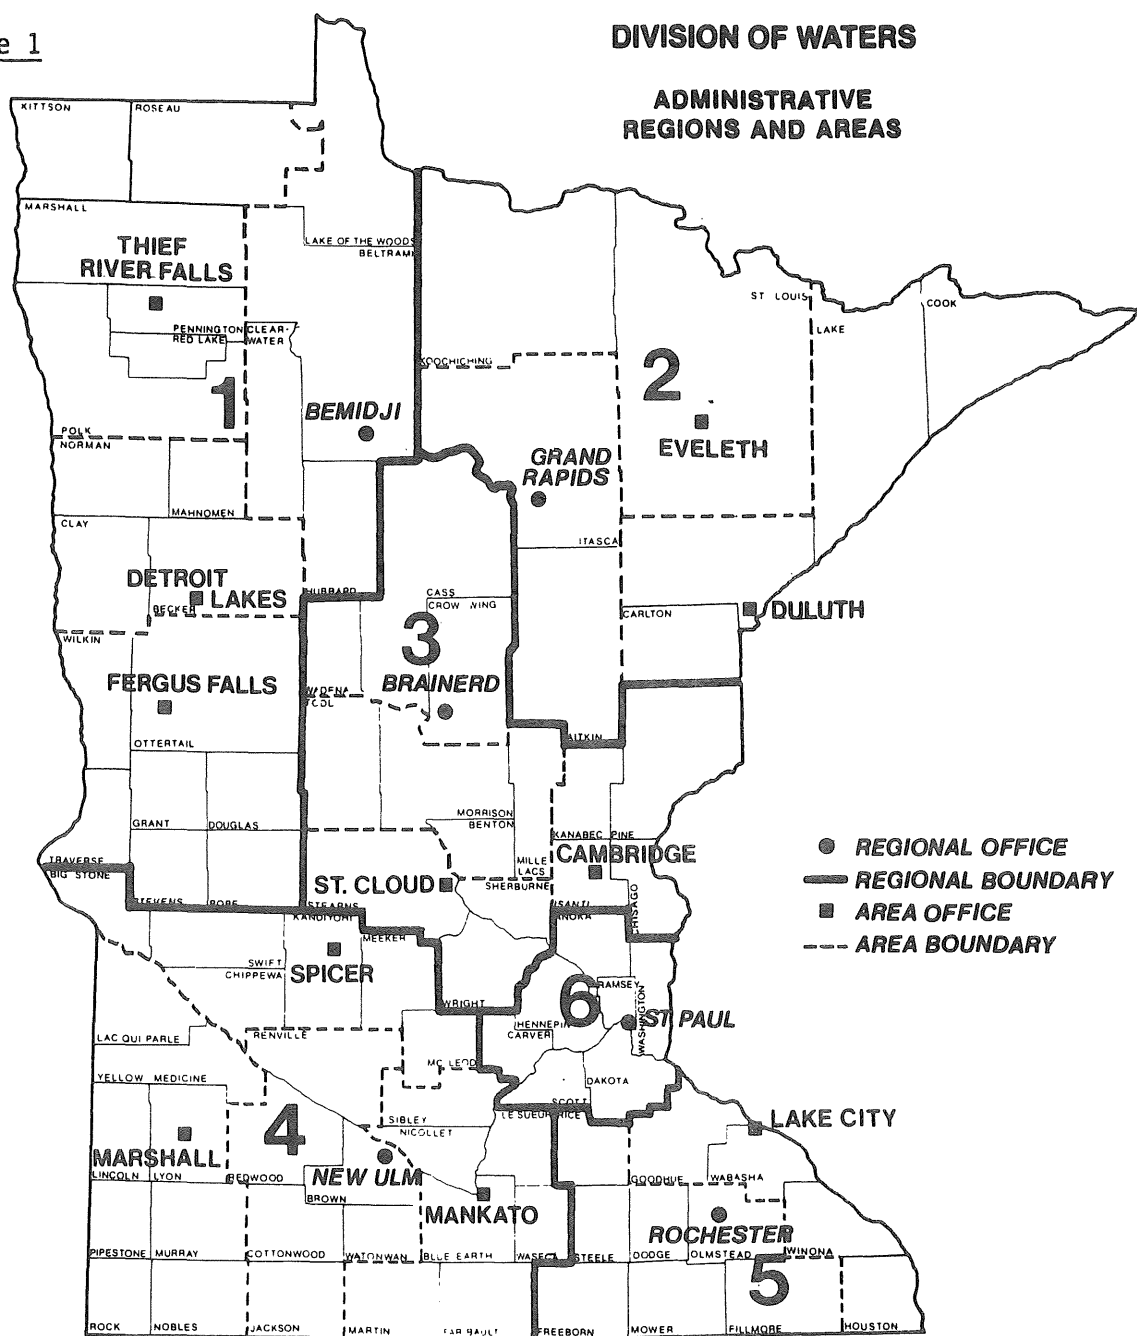 e 1
DIVISION OF WATERS
ADMINISTRATIVE
REGIONS AND AREAS
KITTSON
ROSEAU
MARSHALL
LAKE OF THE WOODS
BELTRAMI
THIEF
RIVER FALLS
PENNINGTON
RED LAKE
CLEAR-
WATER
ST LOUIS
LAKE
COOK
KOOCHICHING
1
2
BEMIDJI
EVELETH
GRAND
RAPIDS
POLK
NORMAN
MAHNOMEN
CLAY
ITASCA
DETROIT
LAKES
BECKER
HUBBARD
CASS
CROW WING
CARLTON
DULUTH
WILKIN
3
FERGUS FALLS
BRAINERD
WADENA
OTTERTAIL
AITKIN
GRANT
DOUGLAS
MORRISON
BENTON
KANABEC
PINE
MILLE
LACS
CAMBRIDGE
TRAVERSE
BIG STONE
ST. CLOUD
SHERBURNE
STEVENS
POPE
STEARNS
KANDIYOHI
ISANTI
ANOKA
CHISAGO
REGIONAL OFFICE
REGIONAL BOUNDARY
AREA OFFICE
AREA BOUNDARY
MEEKER
SWIFT
CHIPPEWA
SPICER
WRIGHT
6
RAMSEY
HENNEPIN
CARVER
WASHINGTON
ST PAUL
LAC QUI PARLE
RENVILLE
MC LEOD
YELLOW MEDICINE
DAKOTA
SCOTT
LE SUEUR
RICE
SIBLEY
NICOLLET
4
LAKE CITY
MARSHALL
LINCOLN
LYON
REDWOOD
NEW ULM
BROWN
MANKATO
GOODHUE
WABASHA
ROCHESTER
PIPESTONE
MURRAY
COTTONWOOD
WATONWAN
BLUE EARTH
WASECA
STEELE
DODGE
OLMSTEAD
WINONA
5
ROCK
NOBLES
JACKSON
MARTIN
FARIBAULT
FREEBORN
MOWER
FILLMORE
HOUSTON